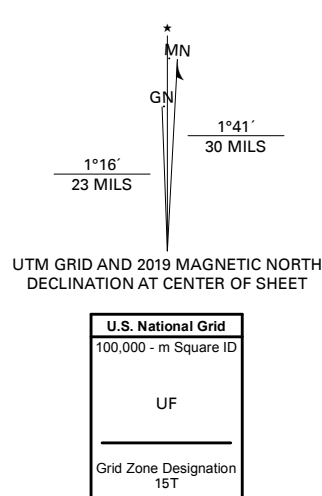 MN
GN
1°41´
30 MILS
1°16´
23 MILS
UTM GRID AND 2019 MAGNETIC NORTH
DECLINATION AT CENTER OF SHEET
U.S. National Grid
100,000 - m Square ID
UF
Grid Zone Designation
15T